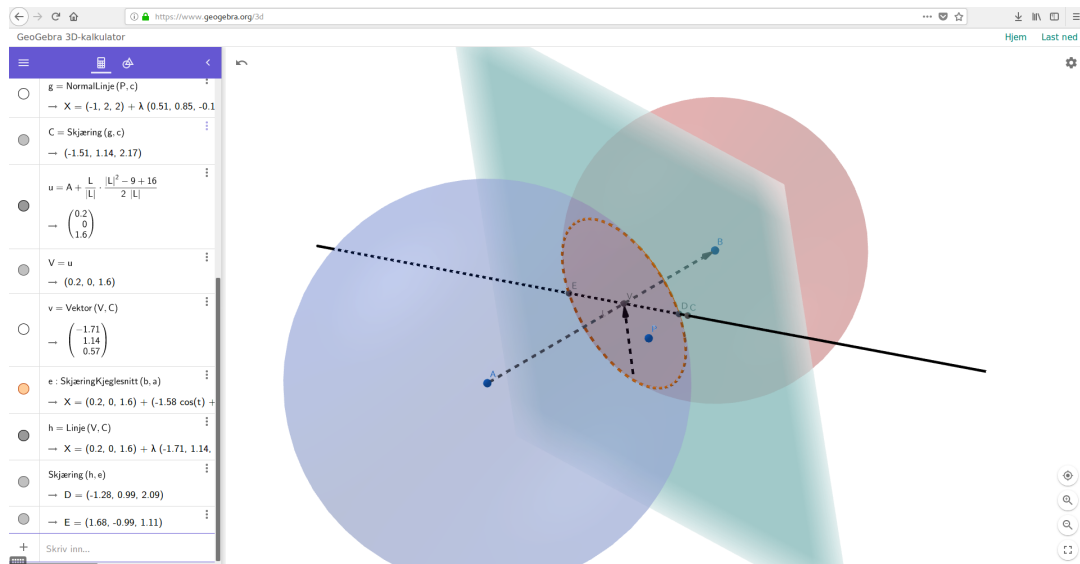 https://www.geogebra.org/3d
GeoGebra 3D-kalkulator
Hjem Last ned
g = NormalLinje (P, c)
→ X = (-1, 2, 2) + λ (0.51, 0.85, -0.1
C = Skjæring (g, c)
→ (-1.51, 1.14, 2.17)
u = A + L / |L| · |L|² − 9 + 16 / 2 |L|
→ (0.2
0
1.6)
V = u
→ (0.2, 0, 1.6)
v = Vektor (V, C)
→ (−1.71
1.14
0.57)
e : SkjæringKjeglesnitt (b, a)
→ X = (0.2, 0, 1.6) + (-1.58 cos(t) +
h = Linje (V, C)
→ X = (0.2, 0, 1.6) + λ (-1.71, 1.14,
Skjæring (h, e)
→ D = (-1.28, 0.99, 2.09)
→ E = (1.68, -0.99, 1.11)
Skriv inn...
B
E
V
D C
P
A